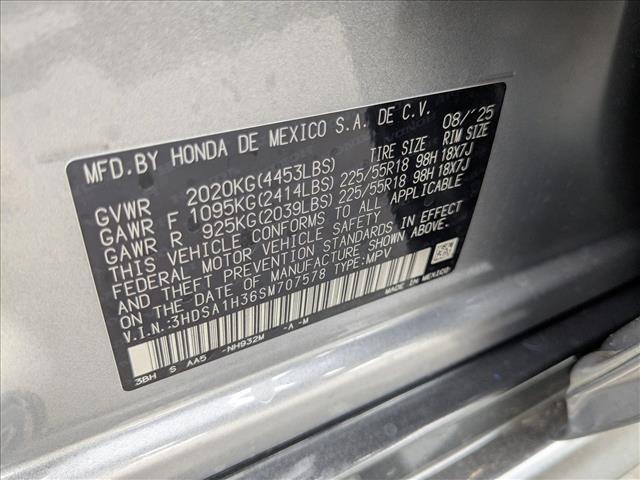 MFD.BY HONDA DE MEXICO S.A. DE C.V. 08/'25
TIRE SIZE RIM SIZE
GVWR 2020KG(4453LBS)
GAWR F 1095KG(2414LBS) 225/55R18 98H 18X7J
GAWR R 925KG(2039LBS) 225/55R18 98H 18X7J
THIS VEHICLE CONFORMS TO ALL APPLICABLE
FEDERAL MOTOR VEHICLE SAFETY
AND THEFT PREVENTION STANDARDS IN EFFECT
ON THE DATE OF MANUFACTURE SHOWN ABOVE.
V.I.N.:3HDSA1H36SM707578 TYPE:MPV
MADE IN MEXICO
3BH S AA5 -NH932M -A -M